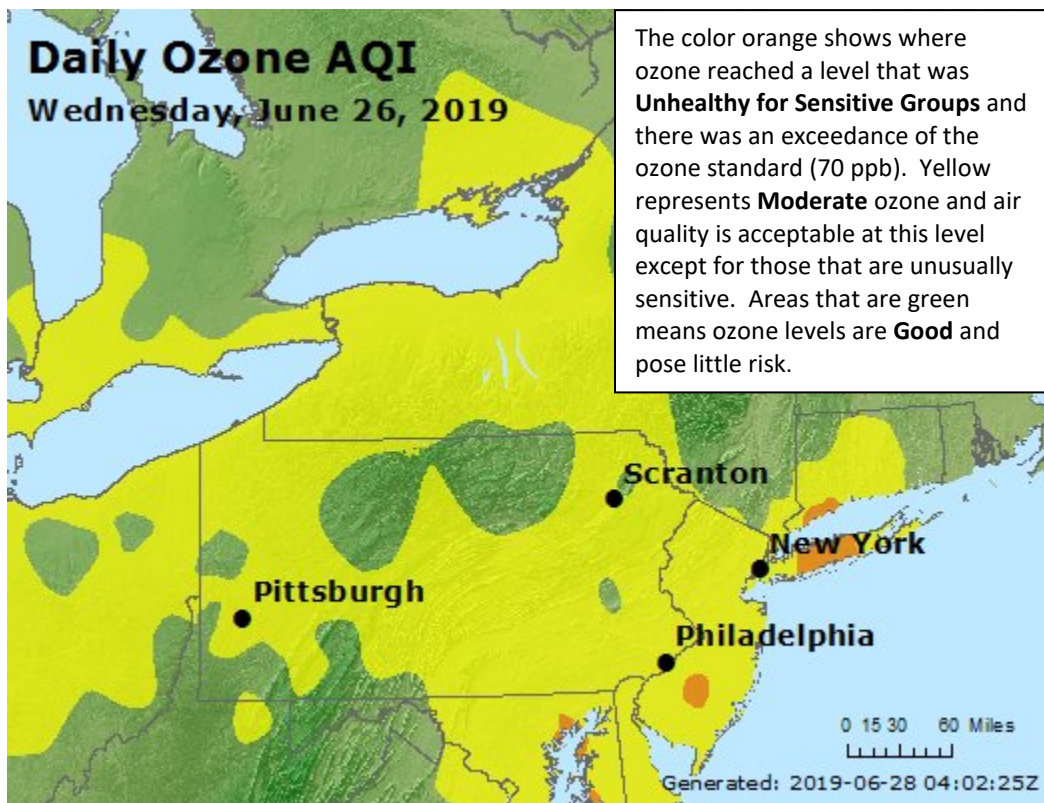 Daily Ozone AQI
Wednesday, June 26, 2019
The color orange shows where
ozone reached a level that was
Unhealthy for Sensitive Groups and
there was an exceedance of the
ozone standard (70 ppb).  Yellow
represents Moderate ozone and air
quality is acceptable at this level
except for those that are unusually
sensitive.  Areas that are green
means ozone levels are Good and
pose little risk.
Scranton
New York
Pittsburgh
Philadelphia
0 15 30 60 Miles
Generated: 2019-06-28 04:02:25Z